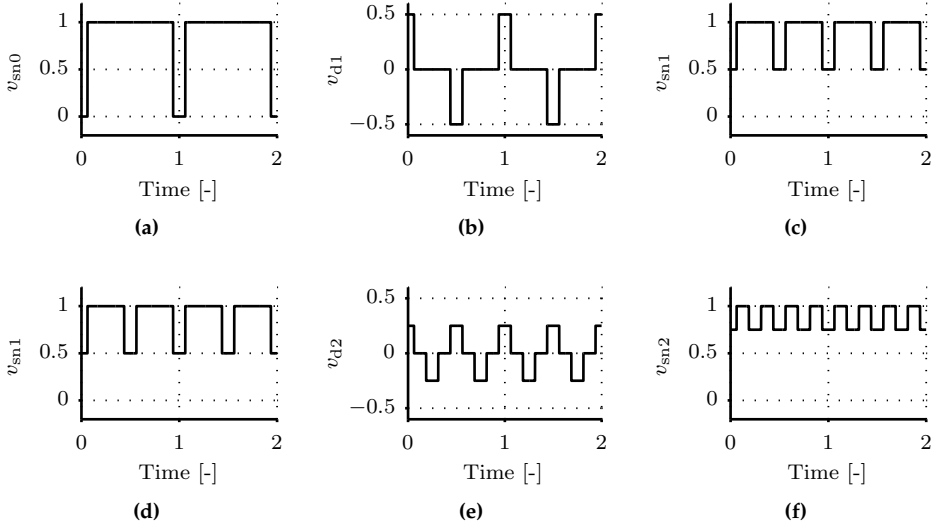 v_sn0
1
0.5
0
0 1 2
Time [-]
(a)
v_d1
0.5
0
−0.5
0 1 2
Time [-]
(b)
v_sn1
1
0.5
0
0 1 2
Time [-]
(c)
v_sn1
1
0.5
0
0 1 2
Time [-]
(d)
v_d2
0.5
0
−0.5
0 1 2
Time [-]
(e)
v_sn2
1
0.5
0
0 1 2
Time [-]
(f)